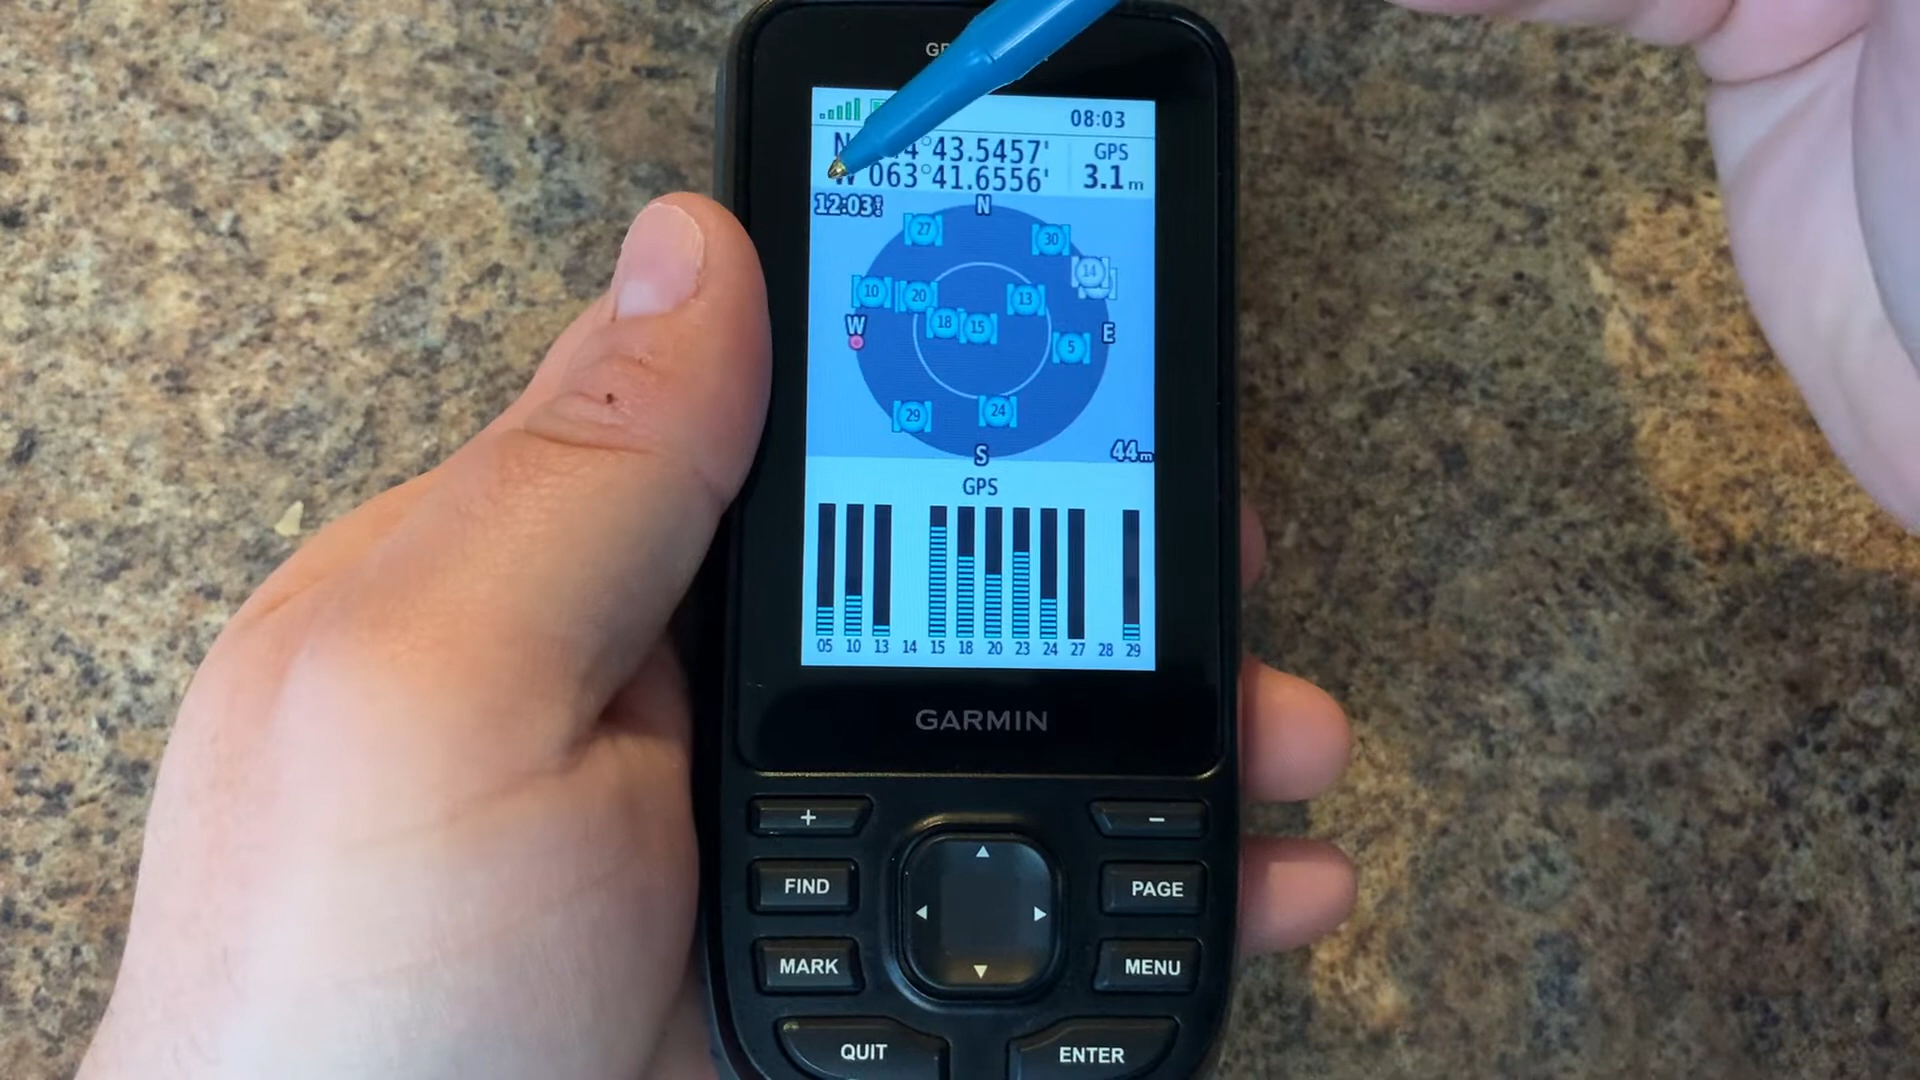 08:03
43.5457' GPS
W 063°41.6556' 3.1m
12:03
N
27
30
14
10
20
13
18
15
W
E
5
29
24
S
44m
GPS
05 10 13 14 15 18 20 23 24 27 28 29
GARMIN
+ −
FIND PAGE
MARK MENU
QUIT ENTER